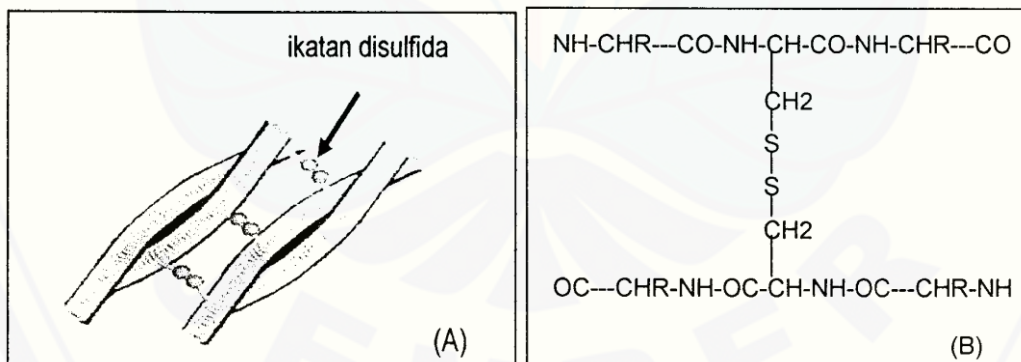 ikatan disulfida
(A)
NH-CHR---CO-NH-CH-CO-NH-CHR---CO
CH2
S
S
CH2
OC---CHR-NH-OC-CH-NH-OC---CHR-NH
(B)